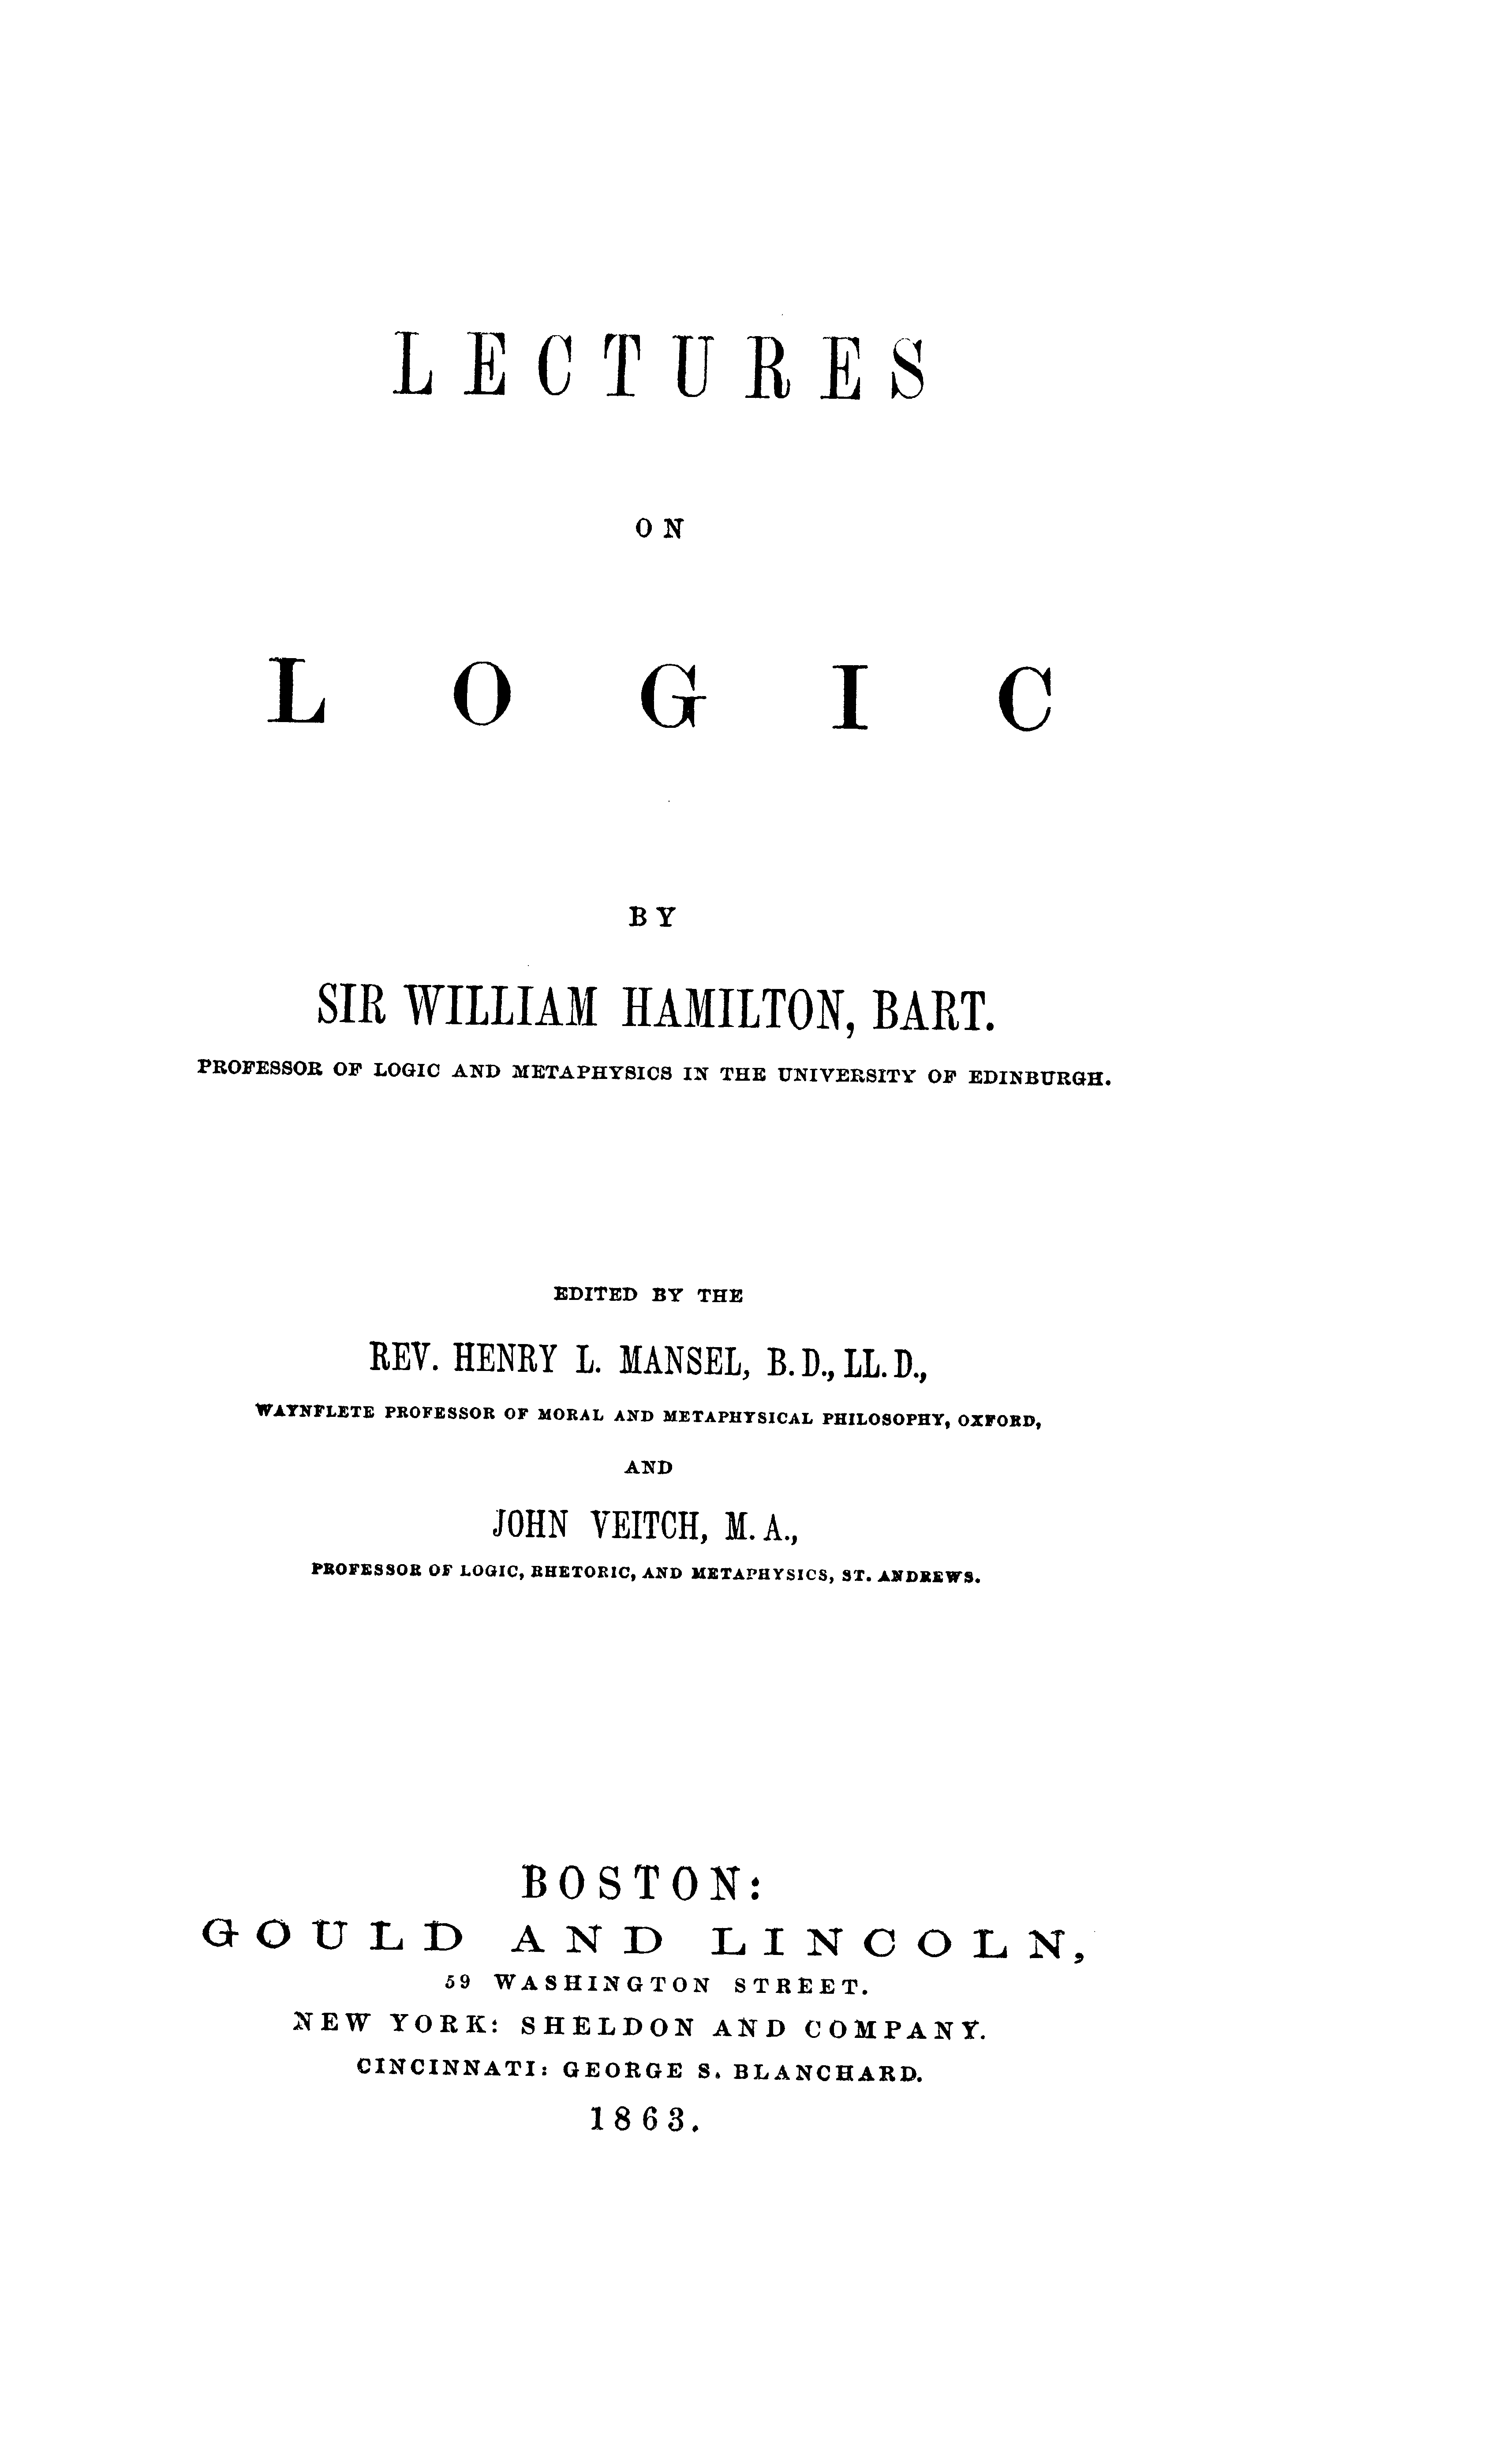 LECTURES
ON
LOGIC
BY
SIR WILLIAM HAMILTON, BART.
PROFESSOR OF LOGIC AND METAPHYSICS IN THE UNIVERSITY OF EDINBURGH.
EDITED BY THE
REV. HENRY L. MANSEL, B.D., LL.D.,
WAYNFLETE PROFESSOR OF MORAL AND METAPHYSICAL PHILOSOPHY, OXFORD,
AND
JOHN VEITCH, M.A.,
PROFESSOR OF LOGIC, RHETORIC, AND METAPHYSICS, ST. ANDREWS.
BOSTON:
GOULD AND LINCOLN,
59 WASHINGTON STREET.
NEW YORK: SHELDON AND COMPANY.
CINCINNATI: GEORGE S. BLANCHARD.
1863.